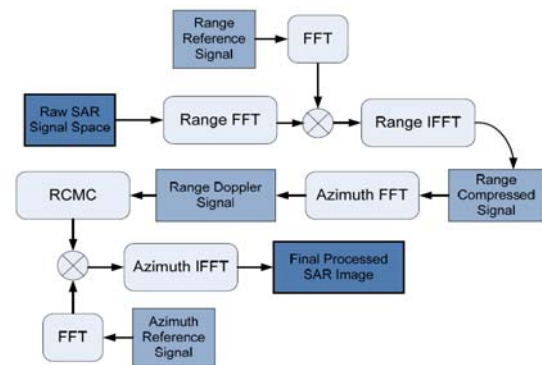 Range
Reference
Signal
FFT
Raw SAR
Signal Space
Range FFT
Range IFFT
RCMC
Range Doppler
Signal
Azimuth FFT
Range
Compressed
Signal
Azimuth IFFT
Final Processed
SAR Image
FFT
Azimuth
Reference
Signal